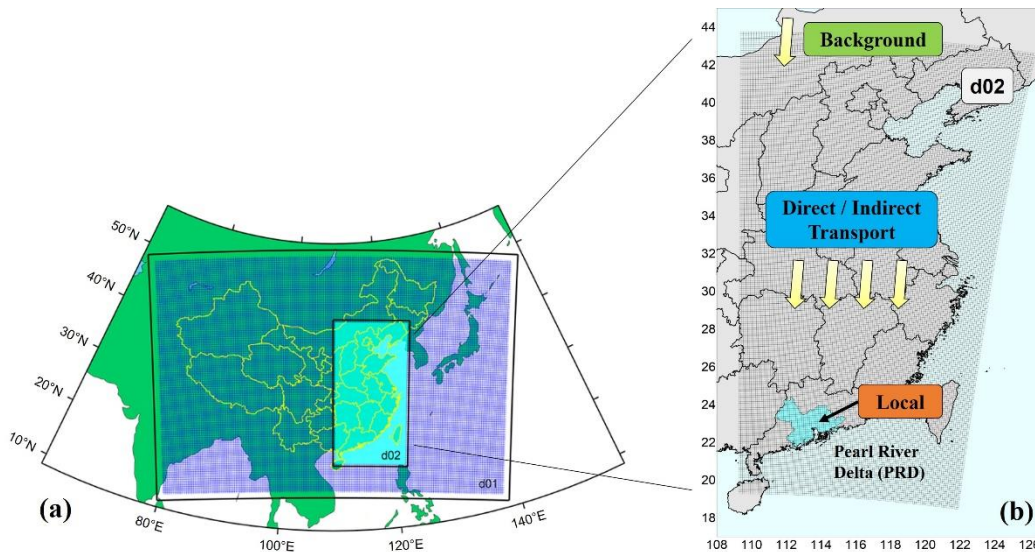 50°N
40°N
30°N
20°N
10°N
80°E
100°E
120°E
140°E
d02
d01
(a)
44
42
40
38
36
34
32
30
28
26
24
22
20
18
108 110 112 114 116 118 120 122 124 126
Background
d02
Direct / Indirect
Transport
Local
Pearl River
Delta (PRD)
(b)